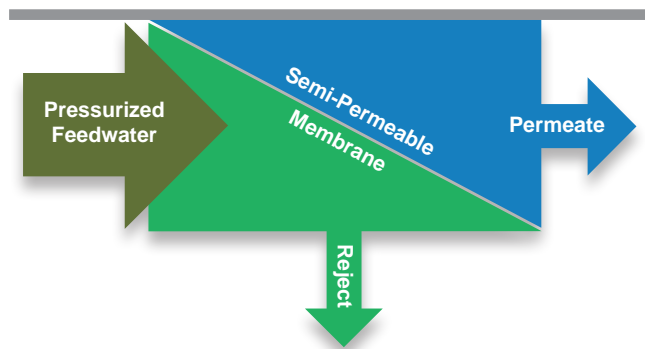 Pressurized
Feedwater
Semi-Permeable
Membrane
Permeate
Reject